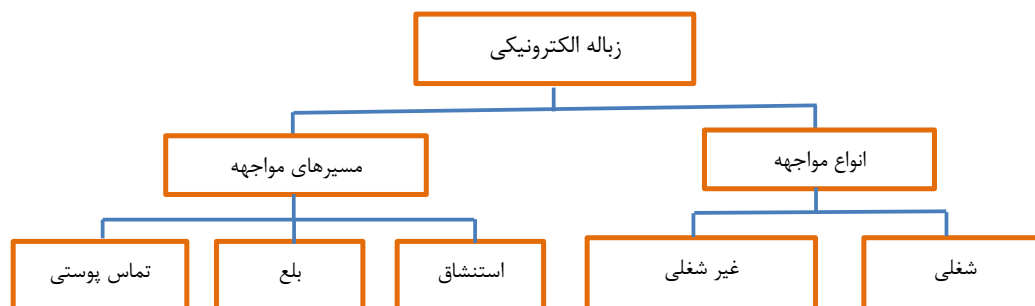 زباله الکترونیکی
انواع مواجهه
مسیرهای مواجهه
شغلی
غیر شغلی
استنشاق
بلع
تماس پوستی